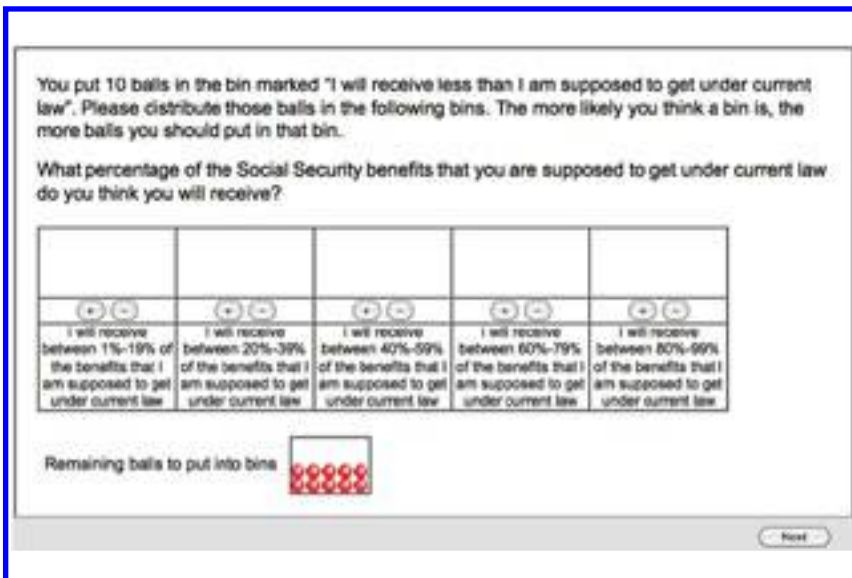 You put 10 balls in the bin marked "I will receive less than I am supposed to get under current
law". Please distribute those balls in the following bins. The more likely you think a bin is, the
more balls you should put in that bin.
What percentage of the Social Security benefits that you are supposed to get under current law
do you think you will receive?
+ - + - + - + - + -
I will receive I will receive I will receive I will receive I will receive
between 1%-19% of between 20%-39% between 40%-59% between 60%-79% between 80%-99%
the benefits that I of the benefits that I of the benefits that I of the benefits that I of the benefits that I
am supposed to get am supposed to get am supposed to get am supposed to get am supposed to get
under current law under current law under current law under current law under current law
Remaining balls to put into bins
Next